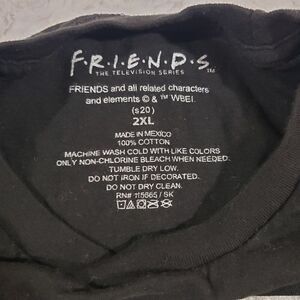 F·R·I·E·N·D·S
THE TELEVISION SERIES ™
FRIENDS and all related characters
and elements © & ™ WBEI.
(s20)
2XL
MADE IN MEXICO
100% COTTON
MACHINE WASH COLD WITH LIKE COLORS
ONLY NON-CHLORINE BLEACH WHEN NEEDED.
TUMBLE DRY LOW.
DO NOT IRON IF DECORATED.
DO NOT DRY CLEAN.
RN# 115665 / SK